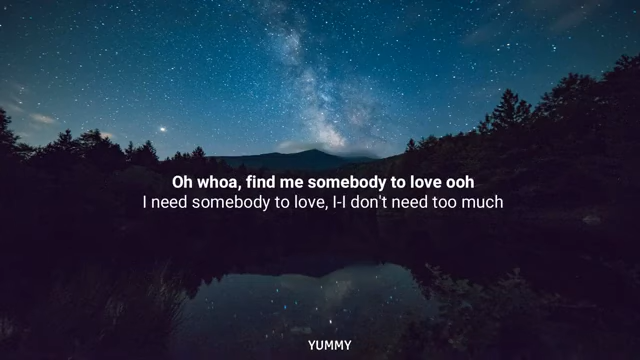 Oh whoa, find me somebody to love ooh
I need somebody to love, I-I don't need too much
YUMMY